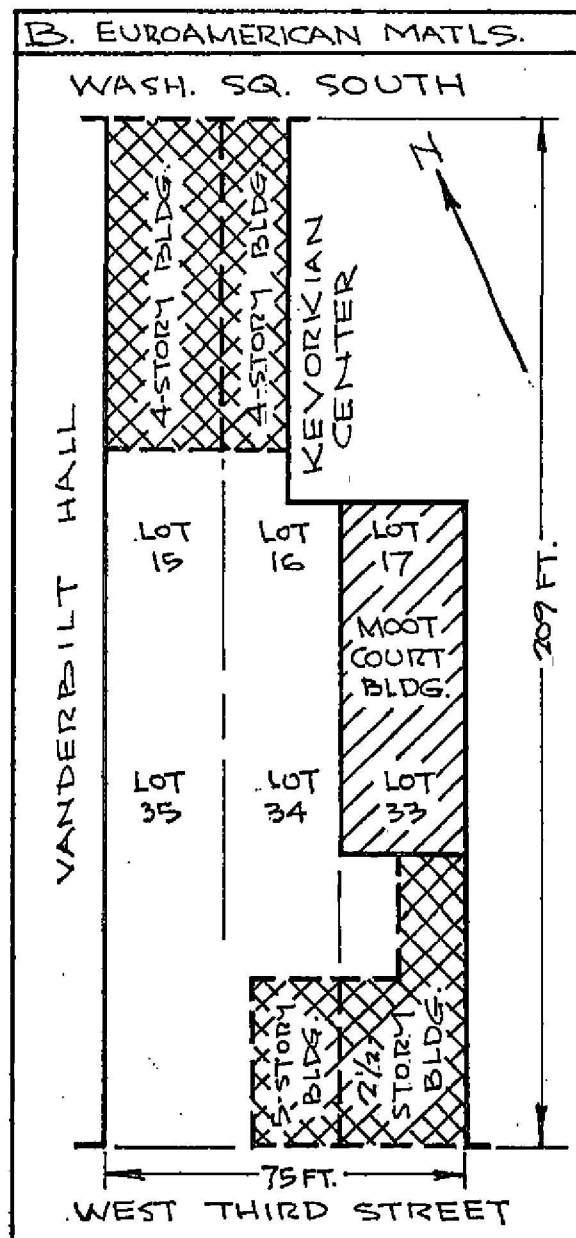 B. EUROAMERICAN MATLS.
WASH. SQ. SOUTH
4-STORY BLDG.
4-STORY BLDG
KEVORKIAN
CENTER
N
VANDERBILT HALL
209 FT.
LOT
15
LOT
16
LOT
17
MOOT
COURT
BLDG.
LOT
35
LOT
34
LOT
33
5-STORY
BLDG.
2½
STORY
BLDG.
75 FT.
WEST THIRD STREET